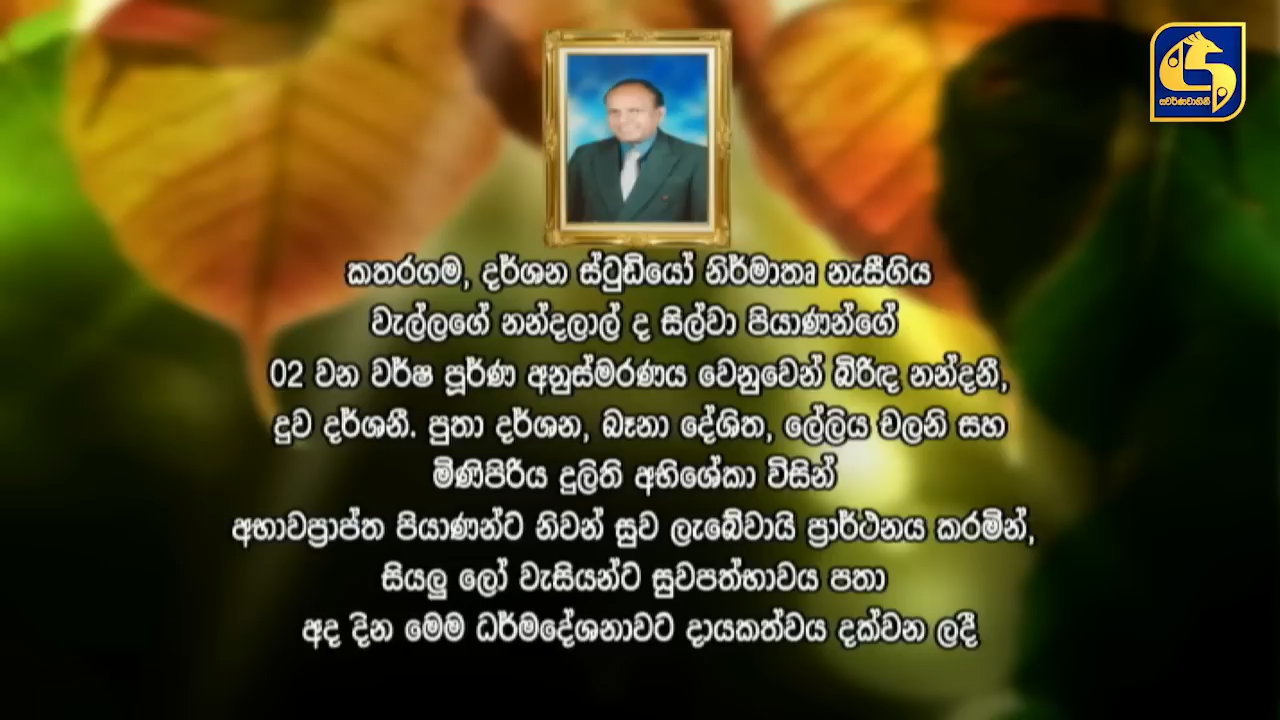 ස්වර්ණවාහිනී
කතරගම, දර්ශන ස්ටුඩියෝ නිර්මාතෘ නැසීගිය
වැල්ලගේ නන්දලාල් ද සිල්වා පියාණන්ගේ
02 වන වර්ෂ පූර්ණ අනුස්මරණය වෙනුවෙන් බිරිඳ නන්දනී,
දුව දර්ශනී. පුතා දර්ශන, බෑනා දේශිත, ලේලිය චලනි සහ
මිණිපිරිය දුලිති අභිශේකා විසින්
අභාවප්‍රාප්ත පියාණන්ට නිවන් සුව ලැබේවායි ප්‍රාර්ථනය කරමින්,
සියලු ලෝ වැසියන්ට සුවපත්භාවය පතා
අද දින මෙම ධර්මදේශනාවට දායකත්වය දක්වන ලදී